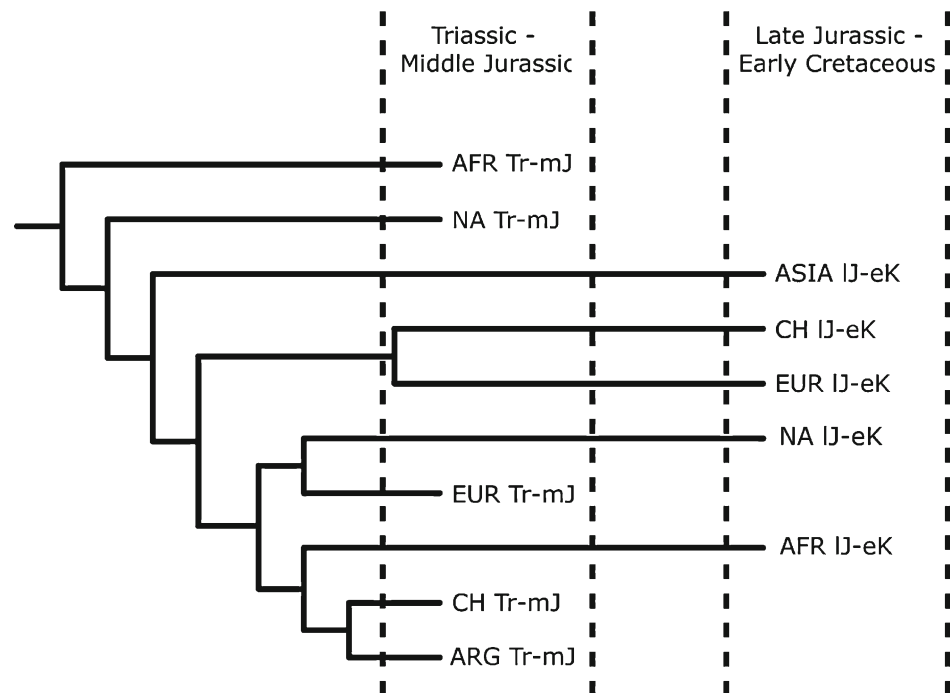 Triassic -
Middle Jurassic
Late Jurassic -
Early Cretaceous
AFR Tr-mJ
NA Tr-mJ
ASIA lJ-eK
CH lJ-eK
EUR lJ-eK
NA lJ-eK
EUR Tr-mJ
AFR lJ-eK
CH Tr-mJ
ARG Tr-mJ